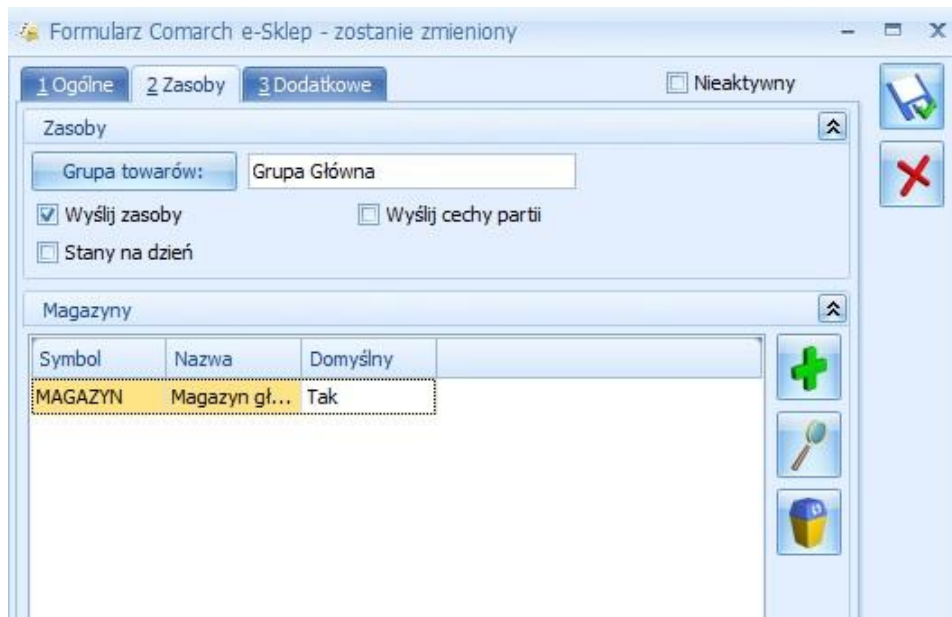 Formularz Comarch e-Sklep - zostanie zmieniony
1 Ogólne 2 Zasoby 3 Dodatkowe Nieaktywny
Zasoby
Grupa towarów: Grupa Główna
Wyślij zasoby Wyślij cechy partii
Stany na dzień
Magazyny
Symbol Nazwa Domyślny
MAGAZYN Magazyn gł... Tak